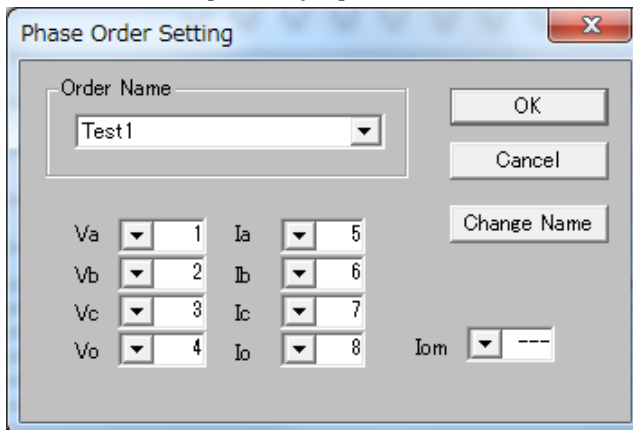 Phase Order Setting
Order Name
Test1
OK
Cancel
Change Name
Va 1 Ia 5
Vb 2 Ib 6
Vc 3 Ic 7
Vo 4 Io 8 Iom ---